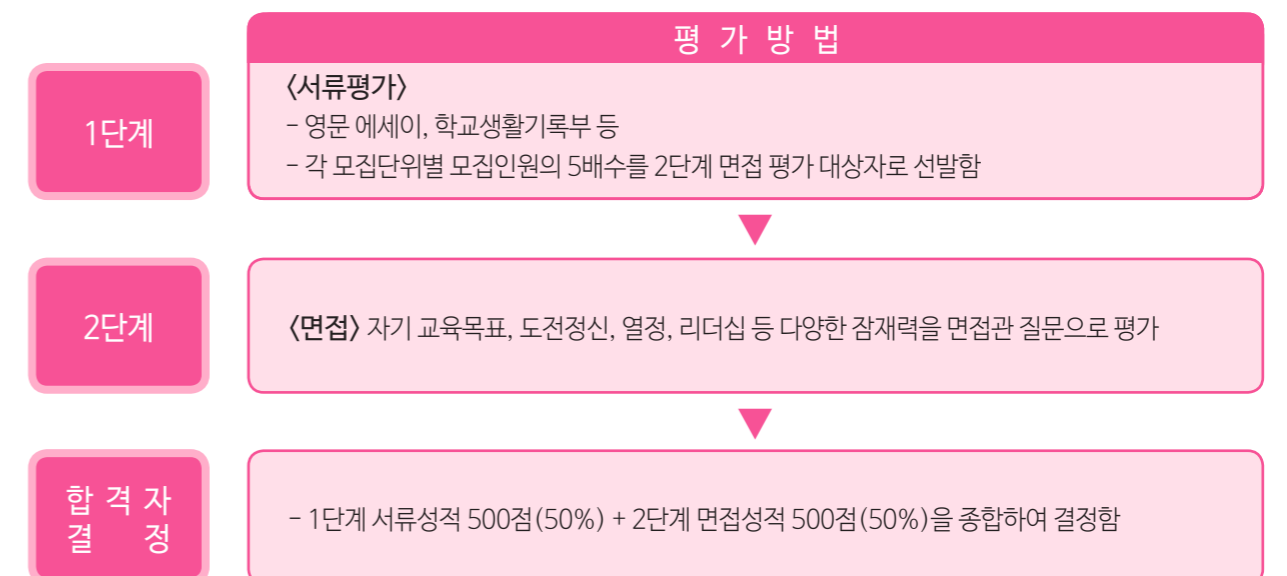 평 가 방 법
1단계
〈서류평가〉
- 영문 에세이, 학교생활기록부 등
- 각 모집단위별 모집인원의 5배수를 2단계 면접 평가 대상자로 선발함
2단계
〈면접〉 자기 교육목표, 도전정신, 열정, 리더십 등 다양한 잠재력을 면접관 질문으로 평가
합 격 자
결 정
- 1단계 서류성적 500점(50%) + 2단계 면접성적 500점(50%)을 종합하여 결정함